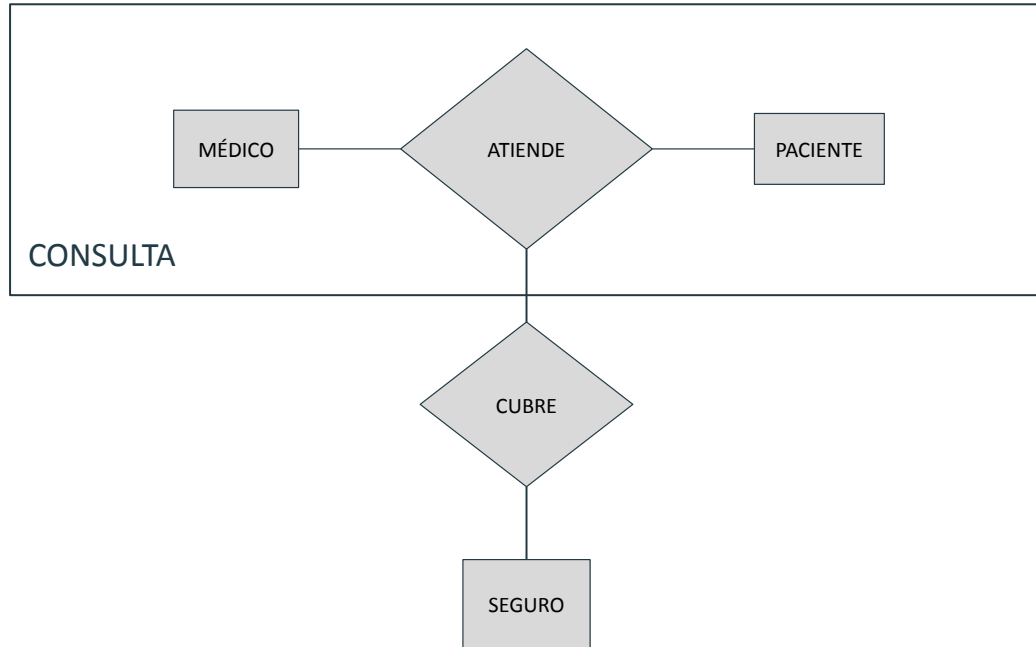 MÉDICO
ATIENDE
PACIENTE
CONSULTA
CUBRE
SEGURO